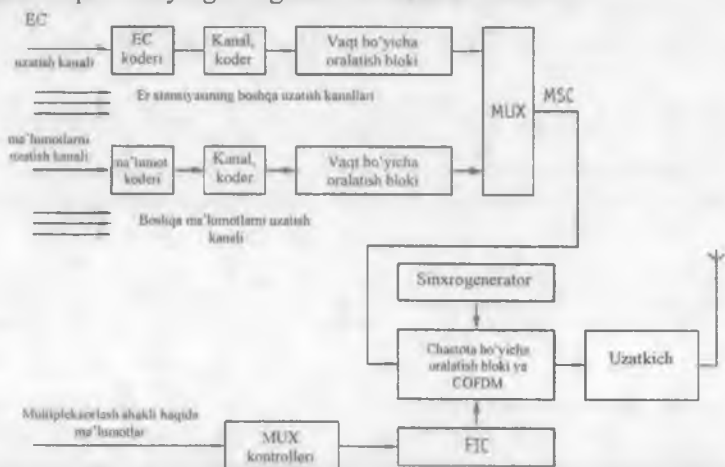 EC
uzatish kanali
EC
koderi
Kanal,
koder
Vaqt bo'yicha
oralatish bloki
MUX
MSC
Er stansiyasining boshqa uzatish kanallari
ma'lumotlarni
uzatish kanali
ma'lumot
koderi
Kanal,
koder
Vaqt bo'yicha
oralatish bloki
Boshqa ma'lumotlarni uzatish
kanali
Sinxrogenerator
Chastota bo'yicha
oralatish bloki ya
COFDM
Uzatkich
Multipleksorlash shakli haqida
ma'lumotlar
MUX
kontrolleri
FIC